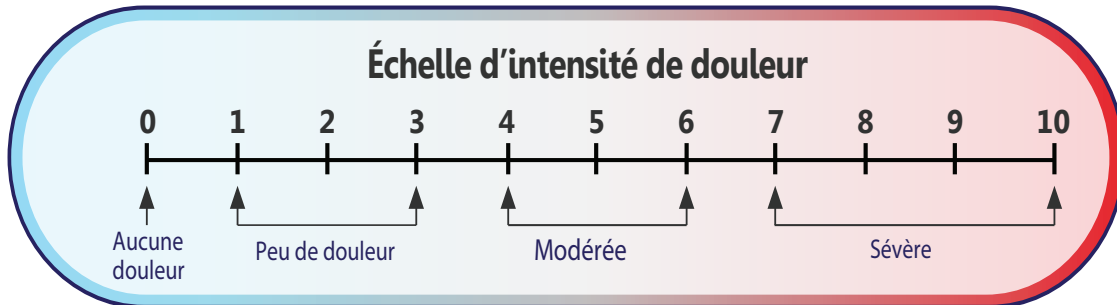 Échelle d’intensité de douleur
0 1 2 3 4 5 6 7 8 9 10
Aucune
douleur
Peu de douleur
Modérée
Sévère